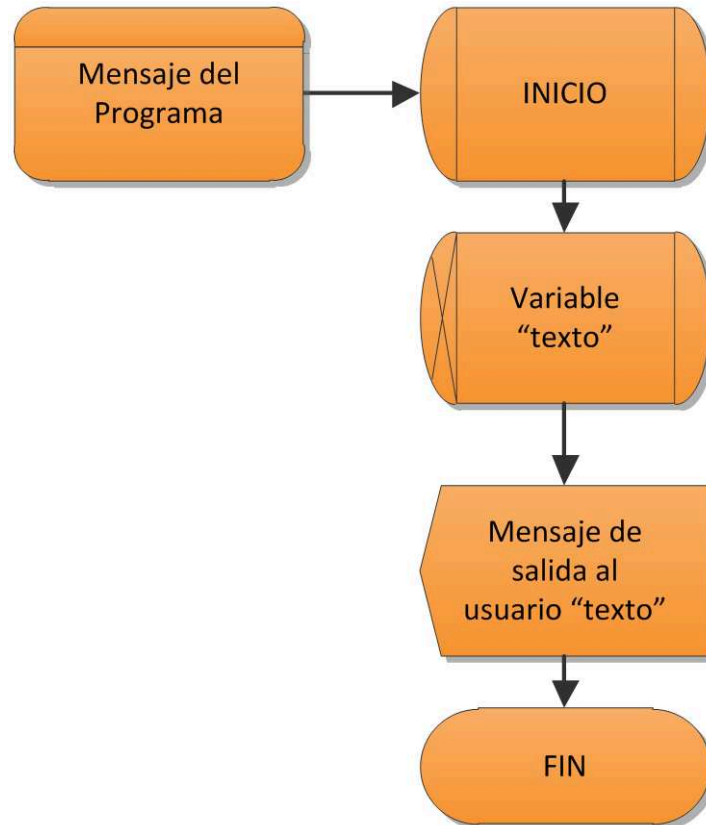 Mensaje del
Programa
INICIO
Variable
“texto”
Mensaje de
salida al
usuario “texto”
FIN